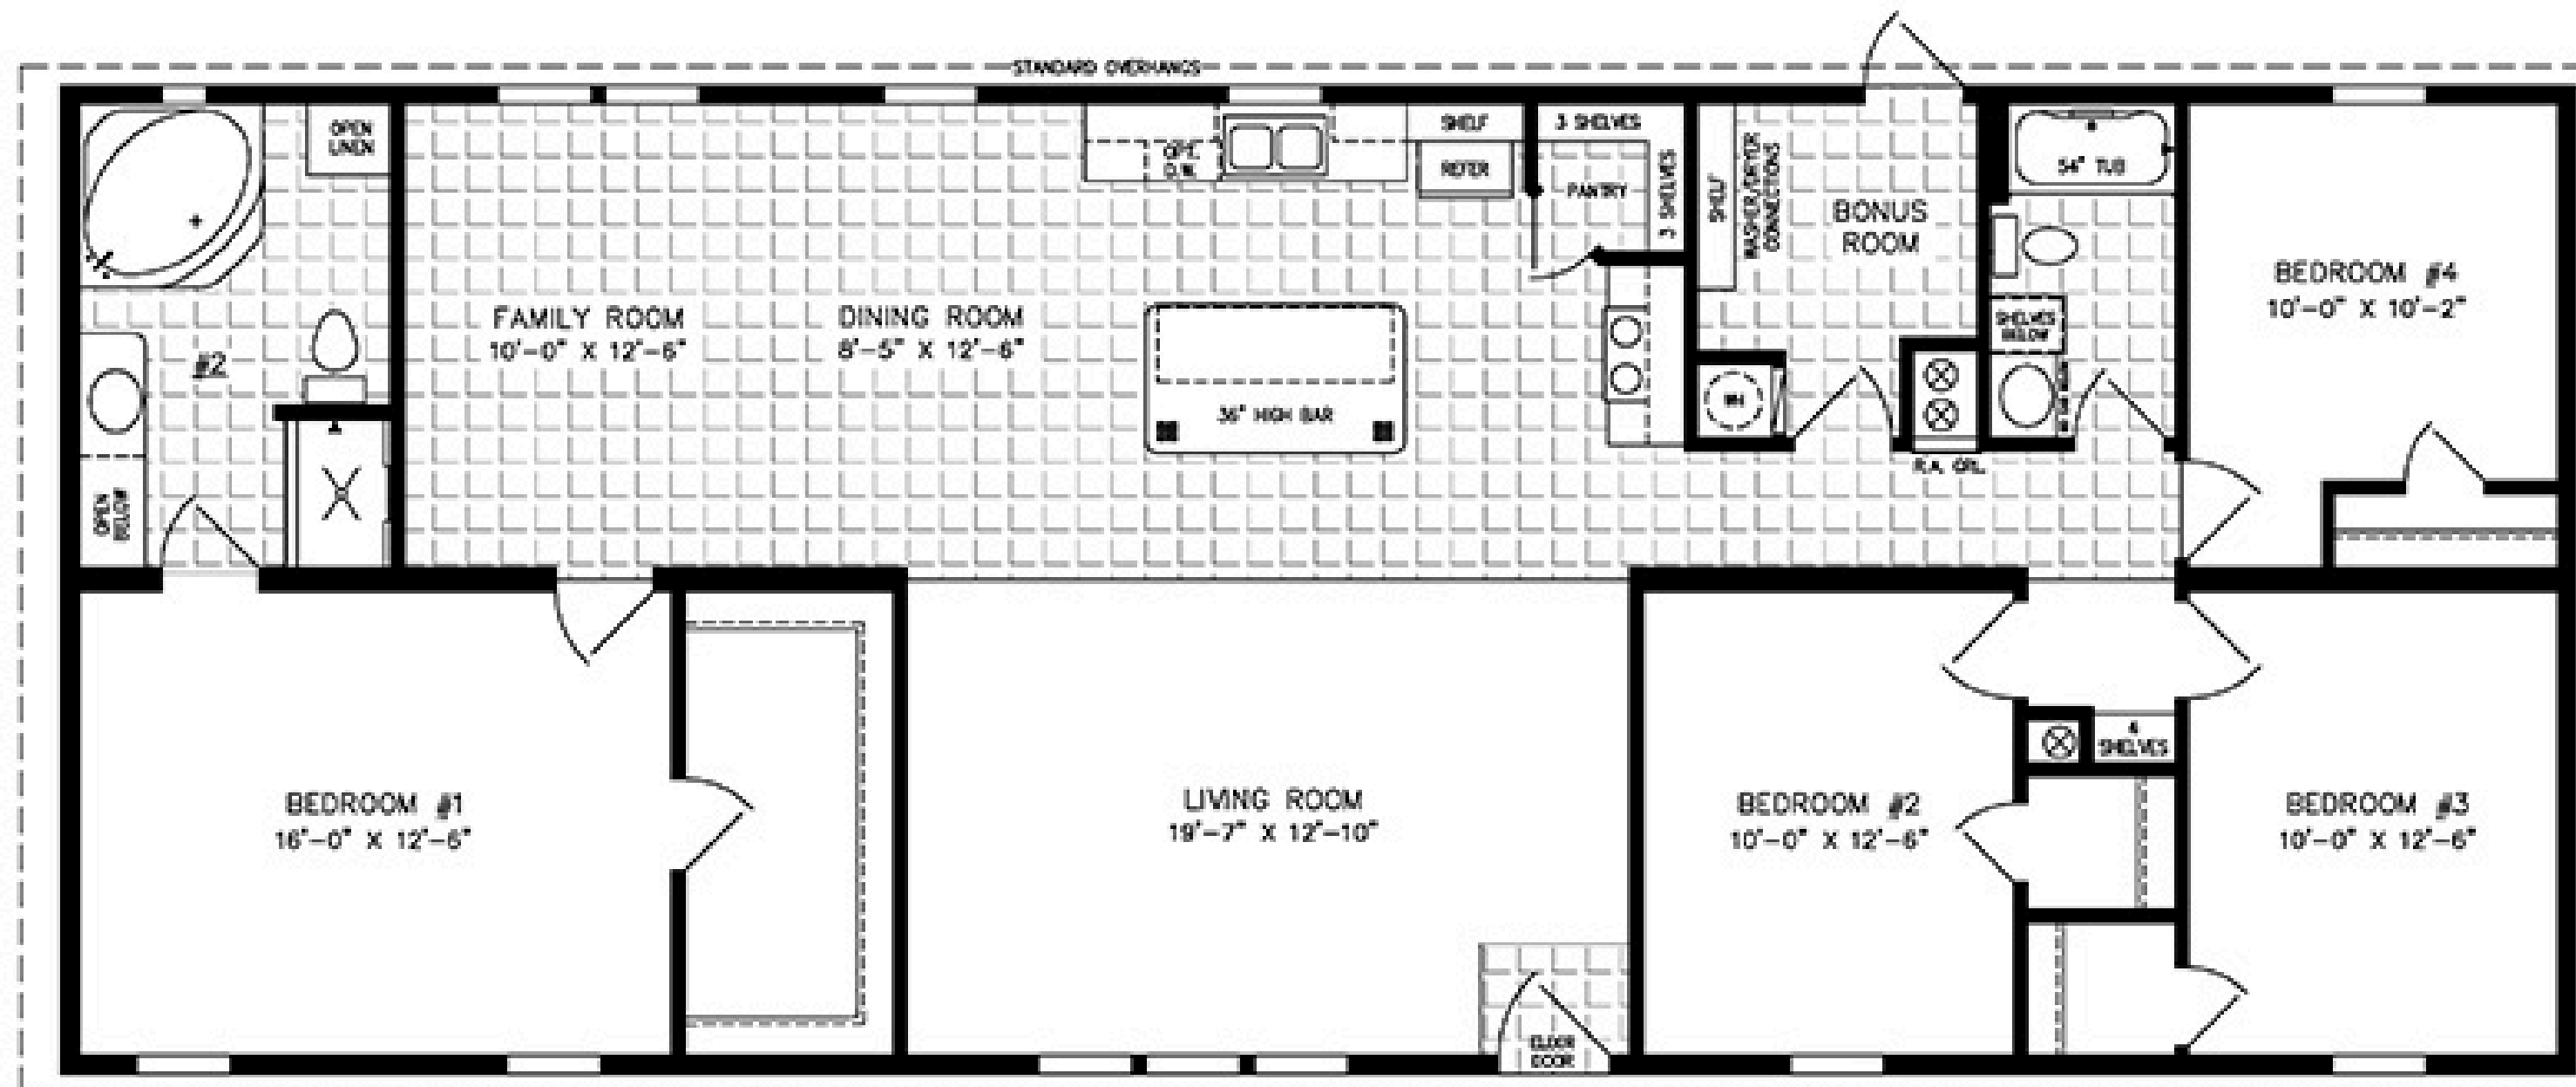 STANDARD OVERHANGS
OPEN
LINEN
#2
OPEN
BELOW
FAMILY ROOM
10'-0" X 12'-6"
DINING ROOM
8'-5" X 12'-6"
OPT.
D.W.
SHELF
REFER
3 SHELVES
PANTRY
3 SHELVES
36" HIGH BAR
SHELF
WASHER/DRYER
CONNECTIONS
BONUS
ROOM
WH
R.A. GRL.
54" TUB
SHELVES
BELOW
BEDROOM #4
10'-0" X 10'-2"
BEDROOM #1
16'-0" X 12'-6"
LIVING ROOM
19'-7" X 12'-10"
ELIXIR
DOOR
BEDROOM #2
10'-0" X 12'-6"
4
SHELVES
BEDROOM #3
10'-0" X 12'-6"